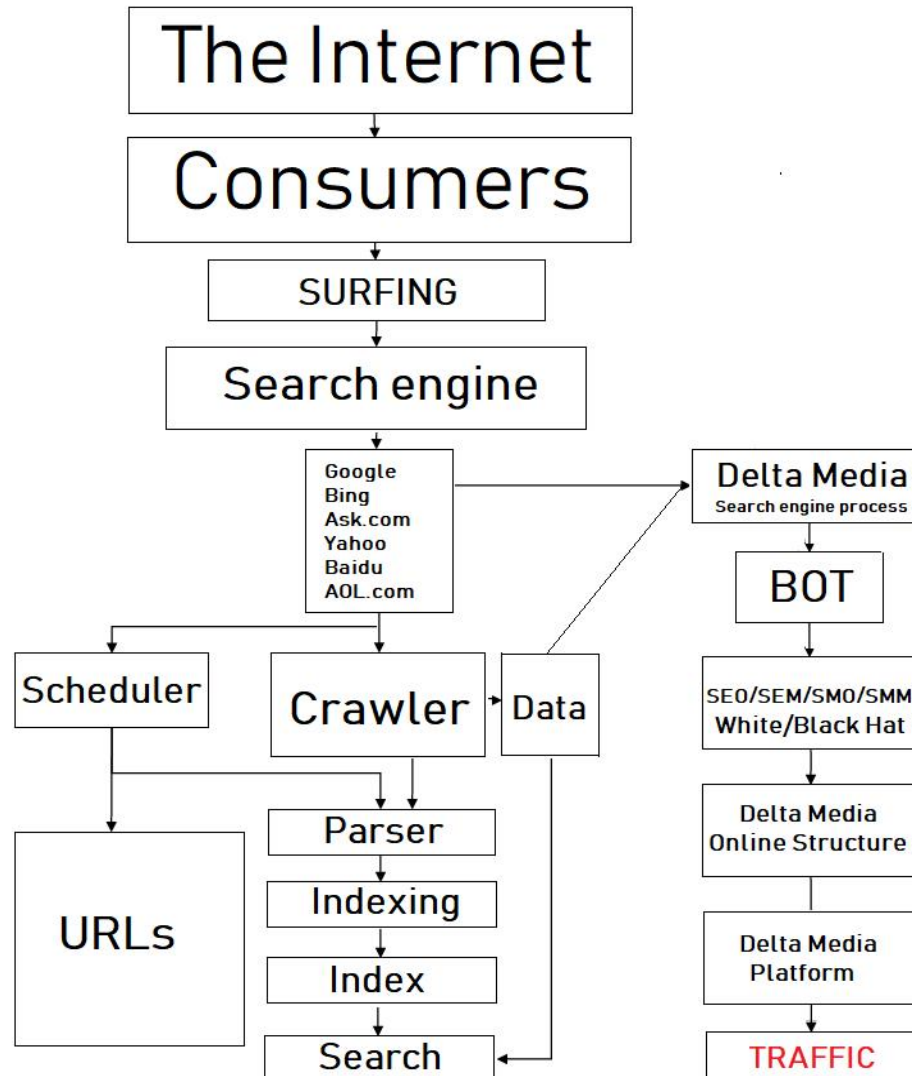 The Internet
Consumers
SURFING
Search engine
Google
Bing
Ask.com
Yahoo
Baidu
AOL.com
Delta Media
Search engine process
BOT
Scheduler
Crawler
Data
SEO/SEM/SMO/SMM
White/Black Hat
Parser
Delta Media
Online Structure
URLs
Indexing
Index
Delta Media
Platform
Search
TRAFFIC